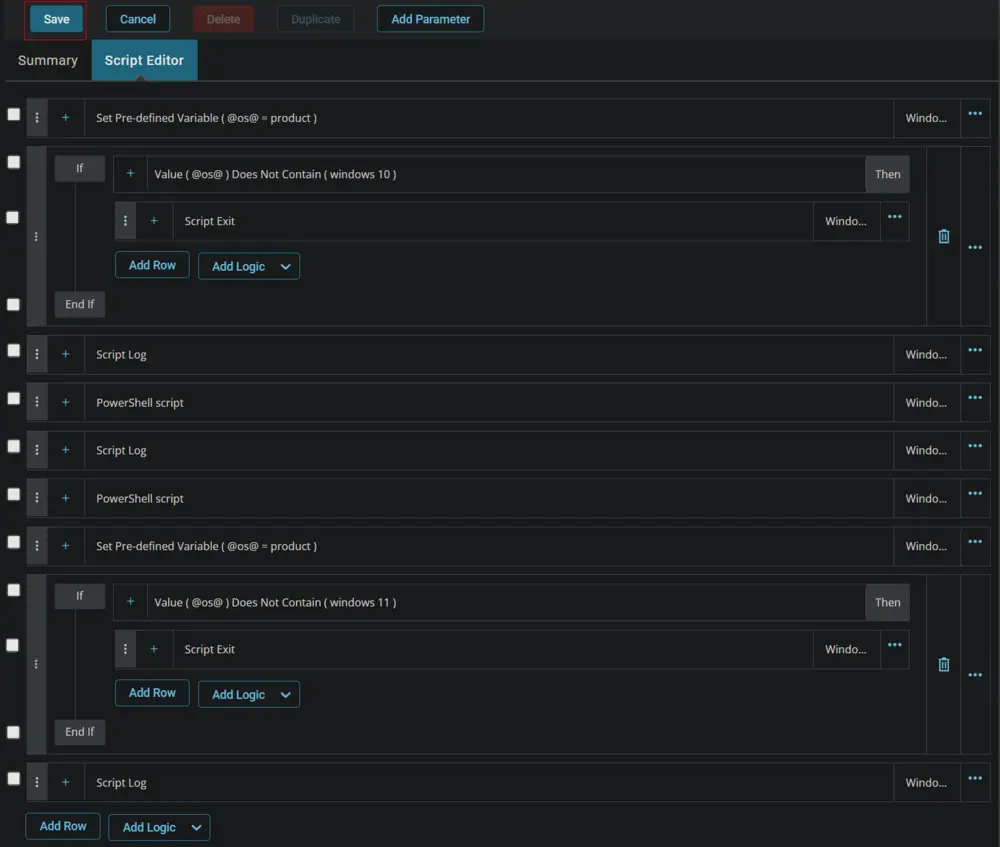 Save Cancel Delete Duplicate Add Parameter
Summary Script Editor
Set Pre-defined Variable ( @os@ = product ) Windo...
If Value ( @os@ ) Does Not Contain ( windows 10 ) Then
Script Exit Windo...
Add Row Add Logic
End If
Script Log Windo...
PowerShell script Windo...
Script Log Windo...
PowerShell script Windo...
Set Pre-defined Variable ( @os@ = product ) Windo...
If Value ( @os@ ) Does Not Contain ( windows 11 ) Then
Script Exit Windo...
Add Row Add Logic
End If
Script Log Windo...
Add Row Add Logic